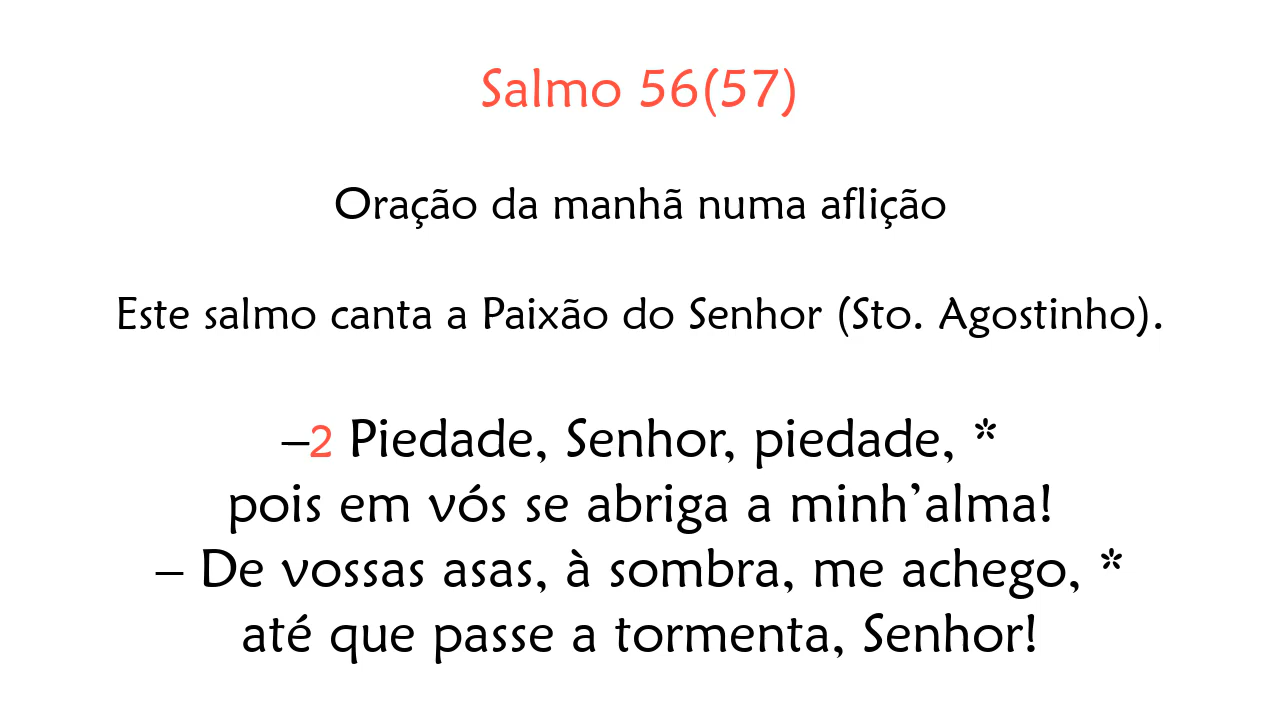 Salmo 56(57)
Oração da manhã numa aflição
Este salmo canta a Paixão do Senhor (Sto. Agostinho).
–2 Piedade, Senhor, piedade, *
pois em vós se abriga a minh’alma!
– De vossas asas, à sombra, me achego, *
até que passe a tormenta, Senhor!